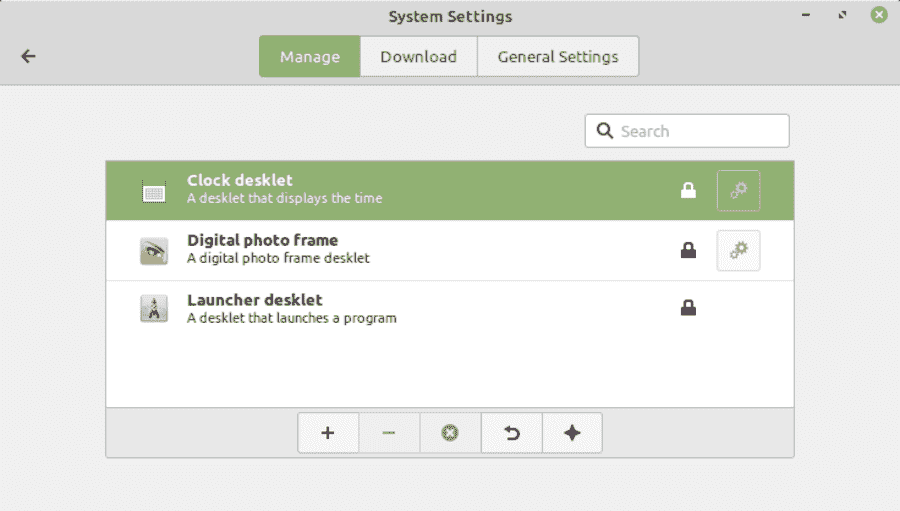 System Settings
Manage
Download
General Settings
Search
Clock desklet
A desklet that displays the time
Digital photo frame
A digital photo frame desklet
Launcher desklet
A desklet that launches a program